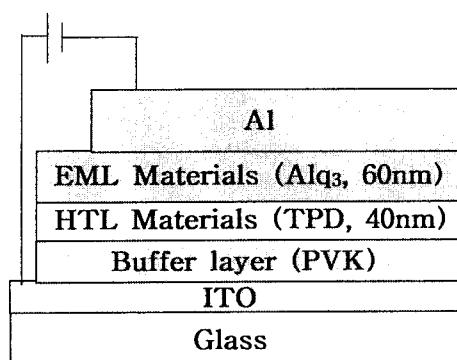 Al
EML Materials (Alq₃, 60nm)
HTL Materials (TPD, 40nm)
Buffer layer (PVK)
ITO
Glass